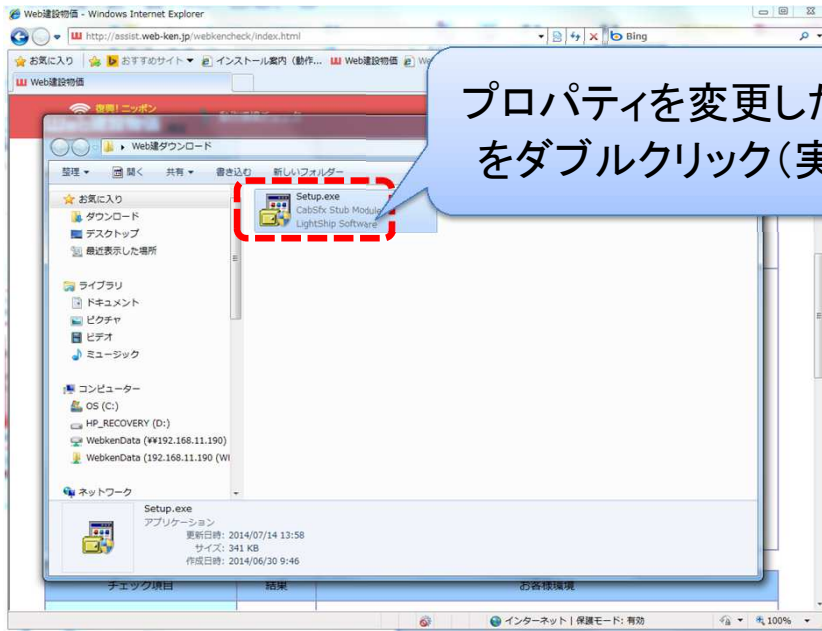 Web建設物価 - Windows Internet Explorer
http://assist.web-ken.jp/webkencheck/index.html
Bing
お気に入り
おすすめサイト
インストール案内（動作...
Web建設物価
Web建設物価
復興!ニッポン
プロパティを変更し
をダブルクリック（実
Web建ダウンロード
整理
開く
共有
書き込む
新しいフォルダー
お気に入り
ダウンロード
デスクトップ
最近表示した場所
ライブラリ
ドキュメント
ピクチャ
ビデオ
ミュージック
コンピューター
OS (C:)
HP_RECOVERY (D:)
WebkenData (¥¥192.168.11.190)
WebkenData (192.168.11.190 (WI
ネットワーク
Setup.exe
CabSfx Stub Module
LightShip Software
Setup.exe
アプリケーション
更新日時: 2014/07/14 13:58
サイズ: 341 KB
作成日時: 2014/06/30 9:46
チェック項目
結果
お客様環境
インターネット | 保護モード: 有効
100%